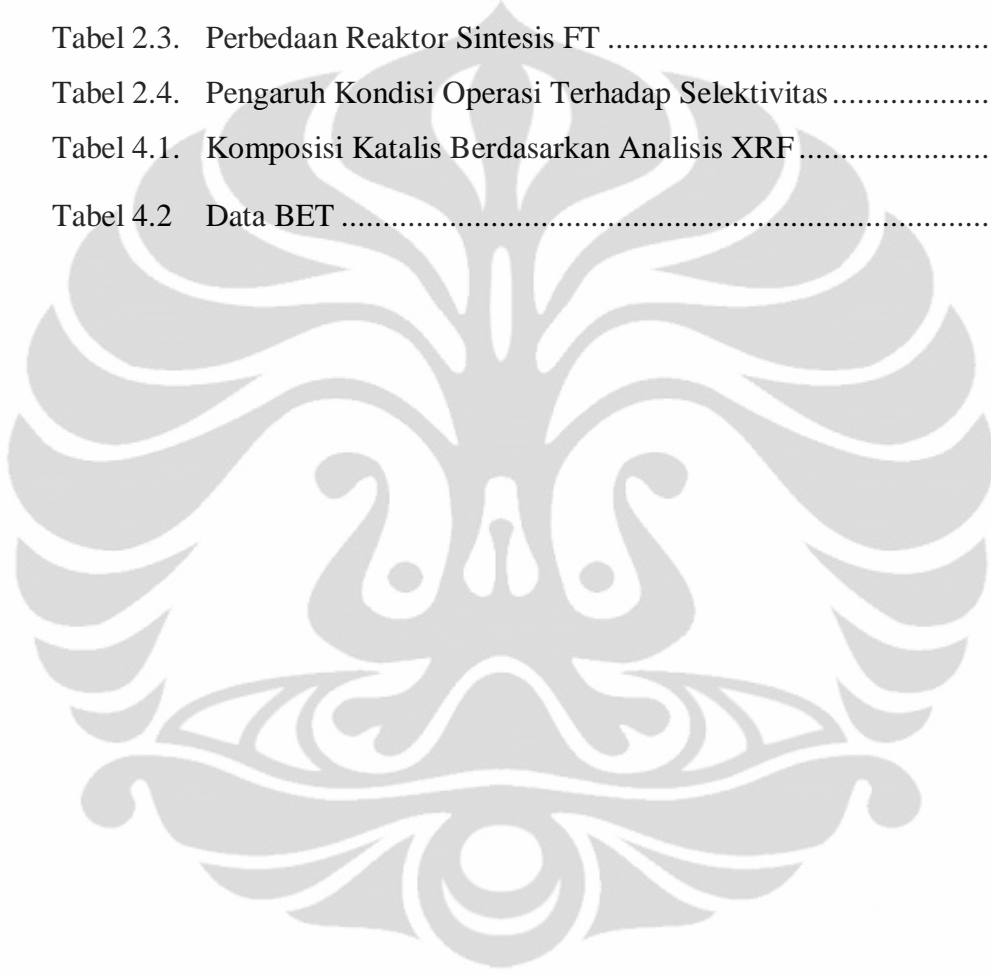 Tabel 2.3. Perbedaan Reaktor Sintesis FT ...............................................
Tabel 2.4. Pengaruh Kondisi Operasi Terhadap Selektivitas ...................
Tabel 4.1. Komposisi Katalis Berdasarkan Analisis XRF .......................
Tabel 4.2 Data BET ...............................................................................